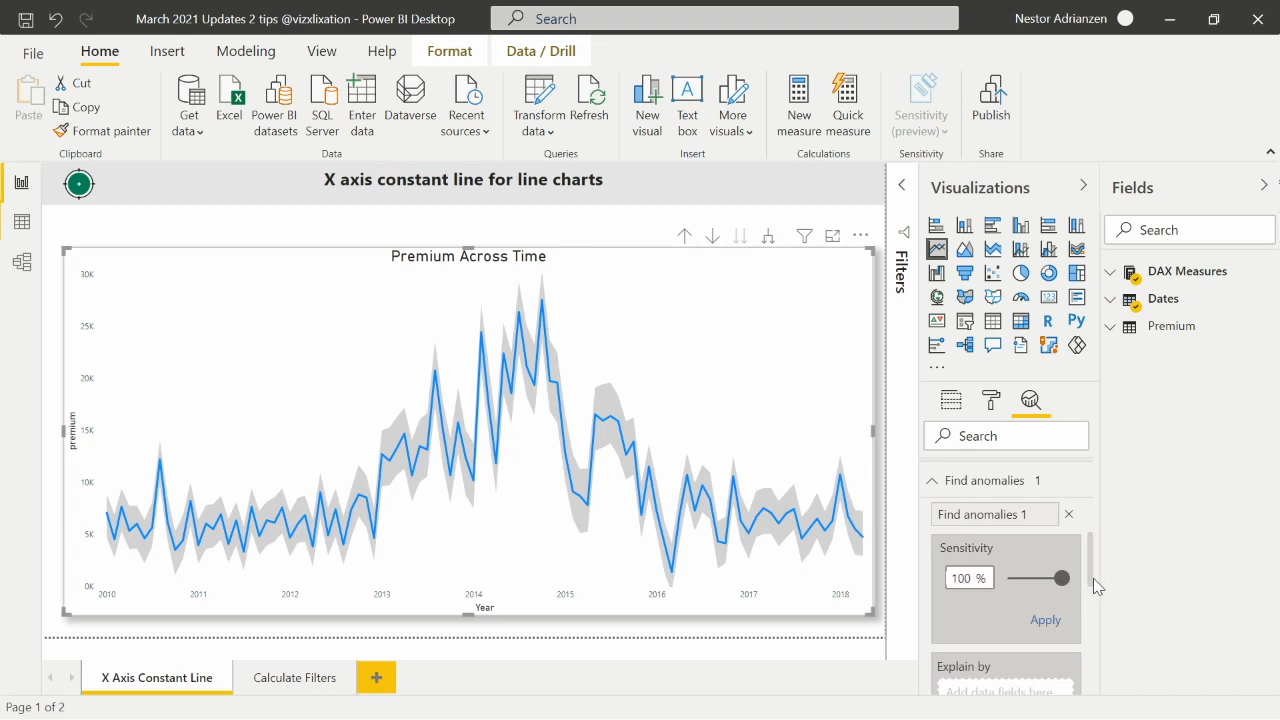 March 2021 Updates 2 tips @vizxlixation - Power BI Desktop
Search
Nestor Adrianzen
File
Home
Insert
Modeling
View
Help
Format
Data / Drill
Paste
Cut
Copy
Format painter
Clipboard
Get data
Excel
Power BI datasets
SQL Server
Enter data
Dataverse
Recent sources
Data
Transform data
Refresh
Queries
New visual
A
Text box
More visuals
Insert
New measure
Quick measure
Calculations
Sensitivity (preview)
Sensitivity
Publish
Share
X axis constant line for line charts
Premium Across Time
30K
25K
20K
15K
10K
5K
0K
premium
2010
2011
2012
2013
2014
2015
2016
2017
2018
Year
Filters
Visualizations
123
R
Py
Search
Find anomalies 1
Find anomalies 1
Sensitivity
100 %
Apply
Explain by
Add data fields here
Fields
Search
DAX Measures
Dates
Premium
X Axis Constant Line
Calculate Filters
Page 1 of 2